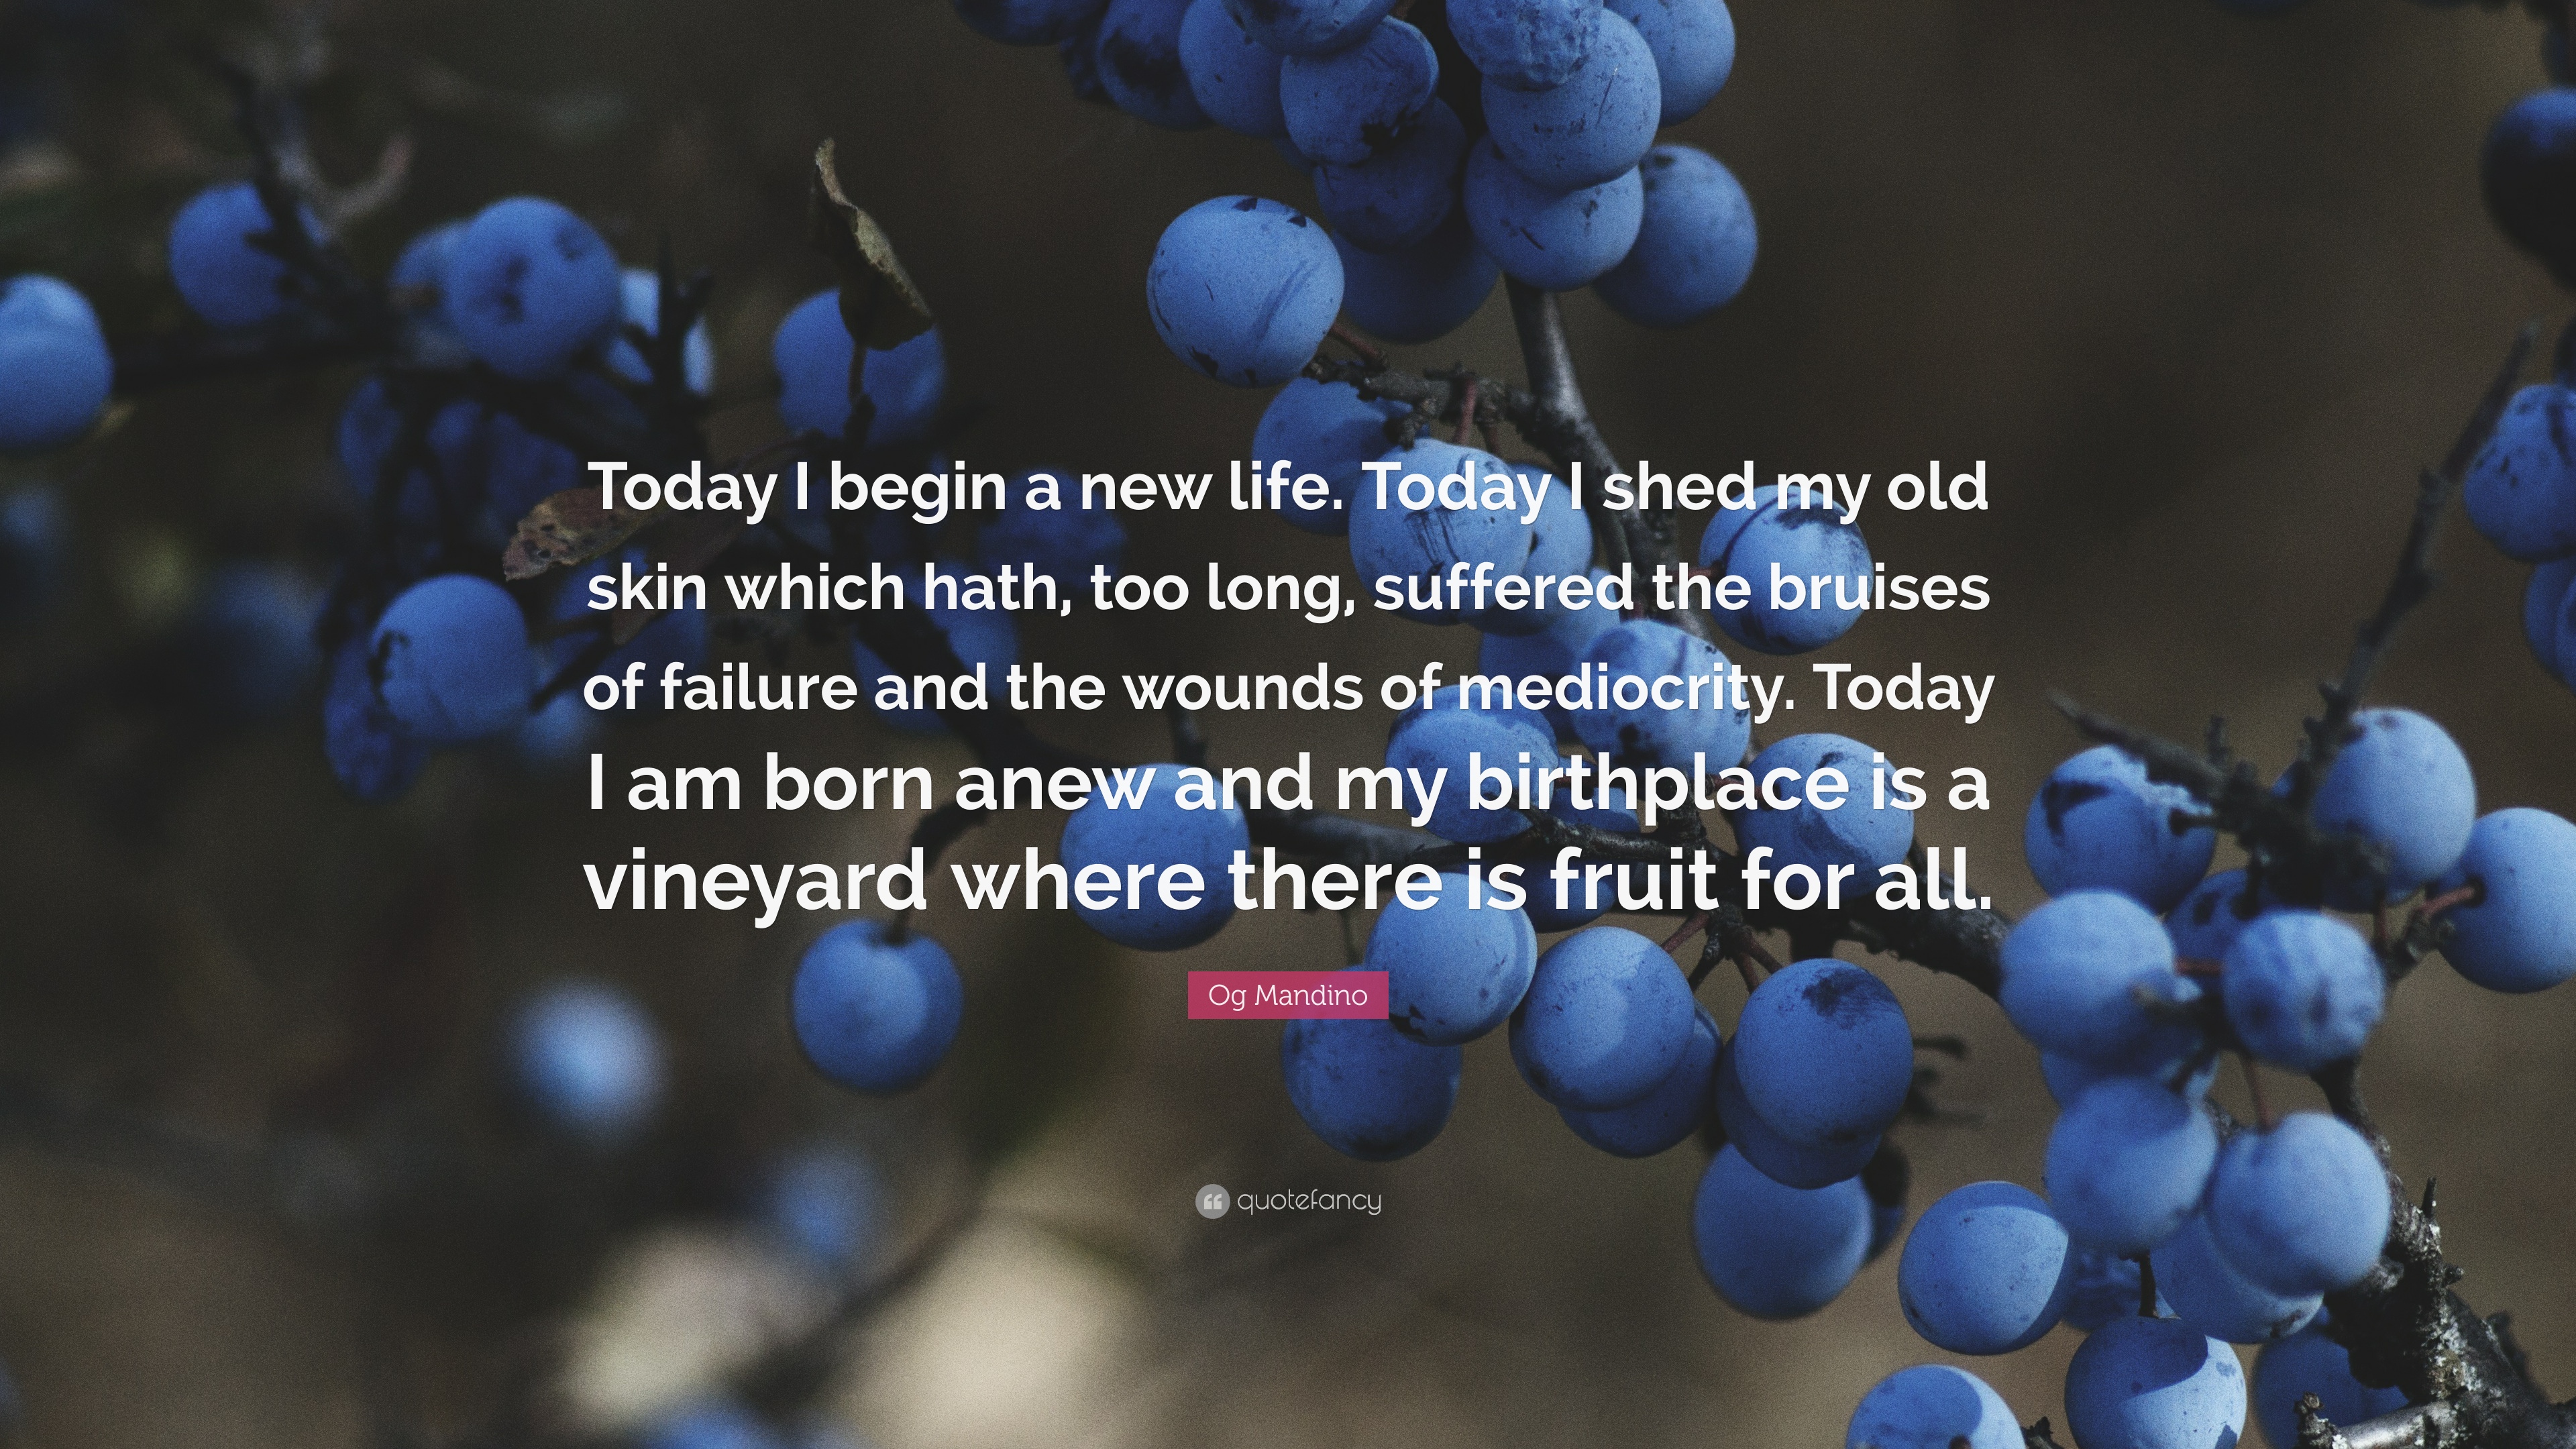 Today I begin a new life. Today I shed my old
skin which hath, too long, suffered the bruises
of failure and the wounds of mediocrity. Today
I am born anew and my birthplace is a
vineyard where there is fruit for all.
Og Mandino
quotefancy